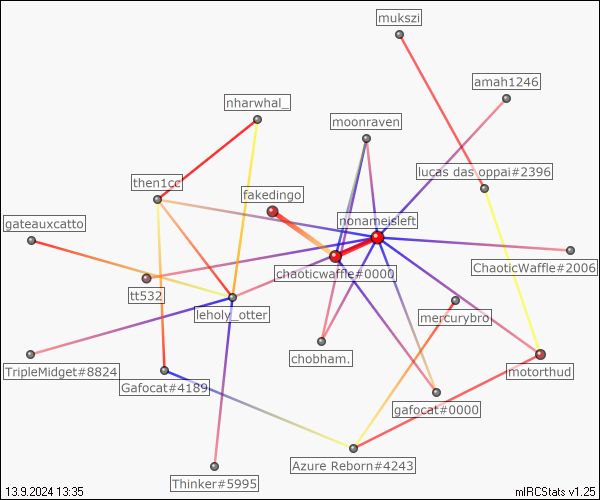 mukszi
amah1246
nharwhal_
moonraven
lucas das oppai#2396
then1cc
fakedingo
nonameisleft
gateauxcatto
chaoticwaffle#0000
ChaoticWaffle#2006
tt532
leholy_otter
mercurybro
chobham.
TripleMidget#8824
motorthud
Gafocat#4189
gafocat#0000
Azure Reborn#4243
Thinker#5995
13.9.2024 13:35
mIRCStats v1.25